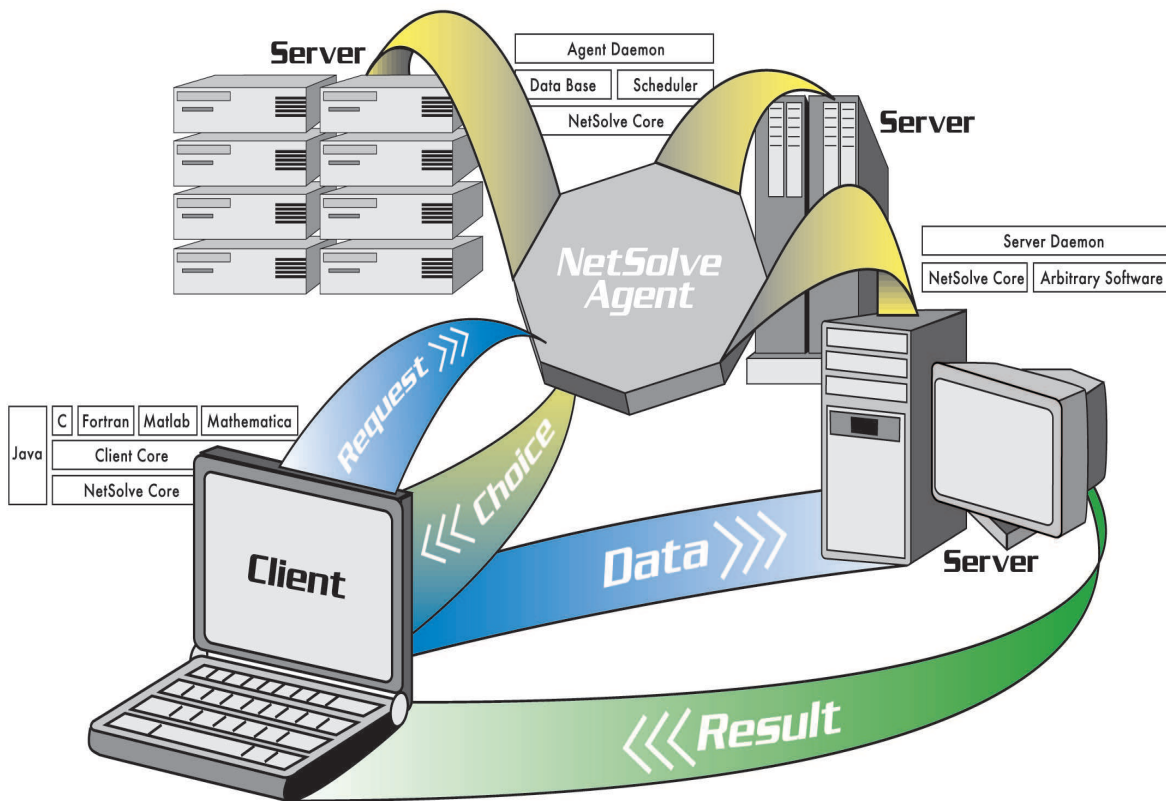 Server
Agent Daemon
Data Base
Scheduler
NetSolve Core
Server
NetSolve
Agent
Server Daemon
NetSolve Core
Arbitrary Software
Request
Choice
Java
C
Fortran
Matlab
Mathematica
Client Core
NetSolve Core
Client
Data
Server
Result